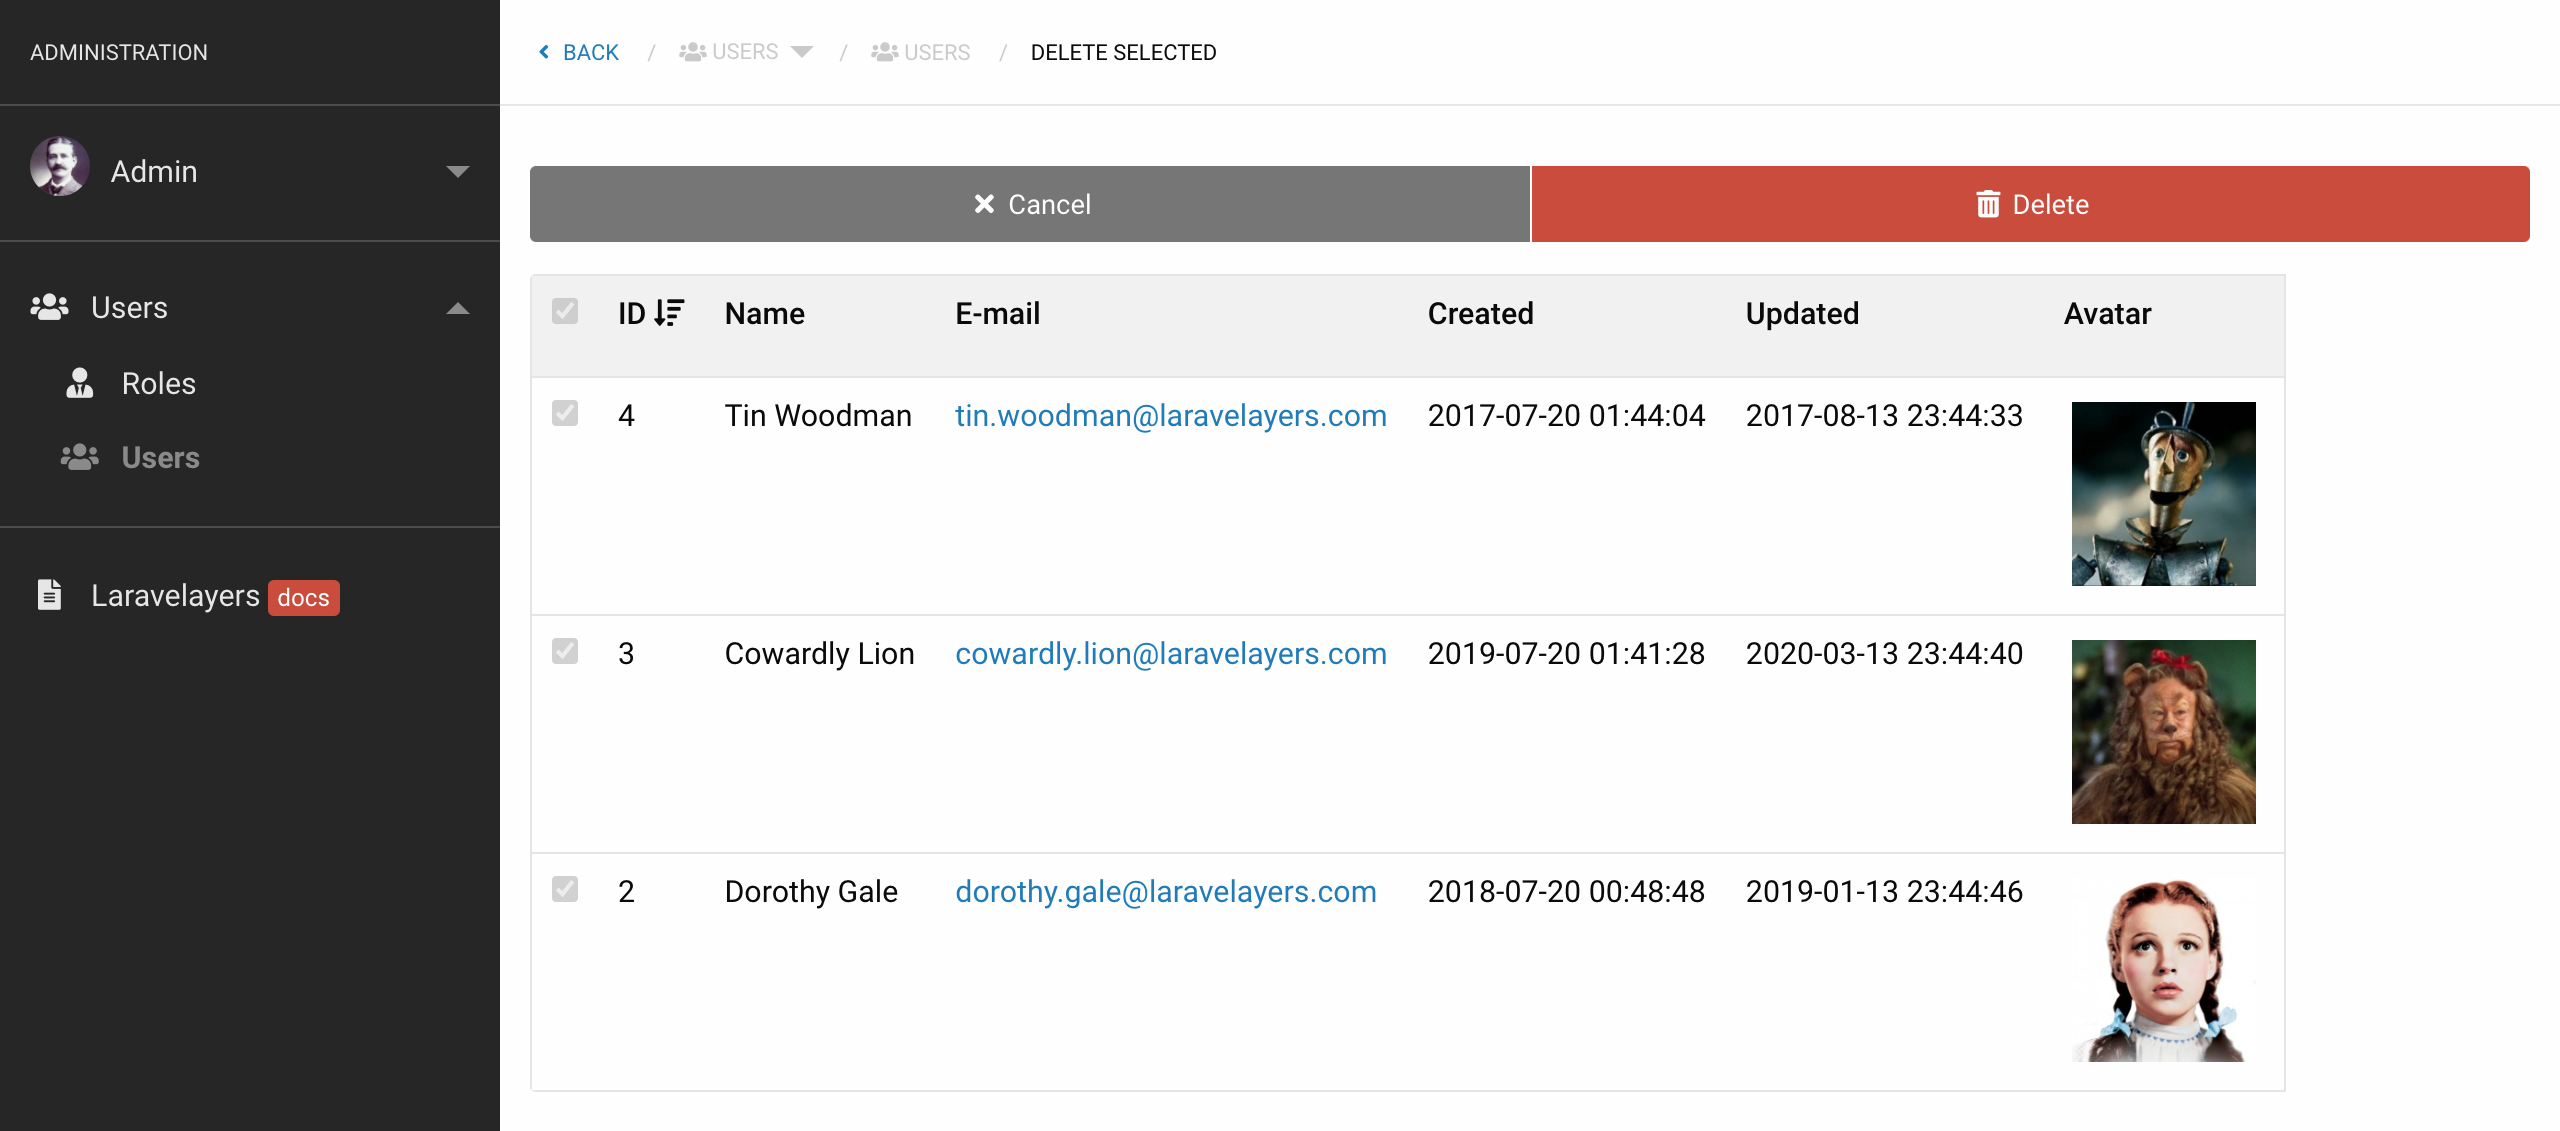 ADMINISTRATION
Admin
Users
Roles
Users
Laravelayers docs
BACK / USERS / USERS / DELETE SELECTED
Cancel
Delete
ID Name E-mail Created Updated Avatar
4 Tin Woodman tin.woodman@laravelayers.com 2017-07-20 01:44:04 2017-08-13 23:44:33
3 Cowardly Lion cowardly.lion@laravelayers.com 2019-07-20 01:41:28 2020-03-13 23:44:40
2 Dorothy Gale dorothy.gale@laravelayers.com 2018-07-20 00:48:48 2019-01-13 23:44:46